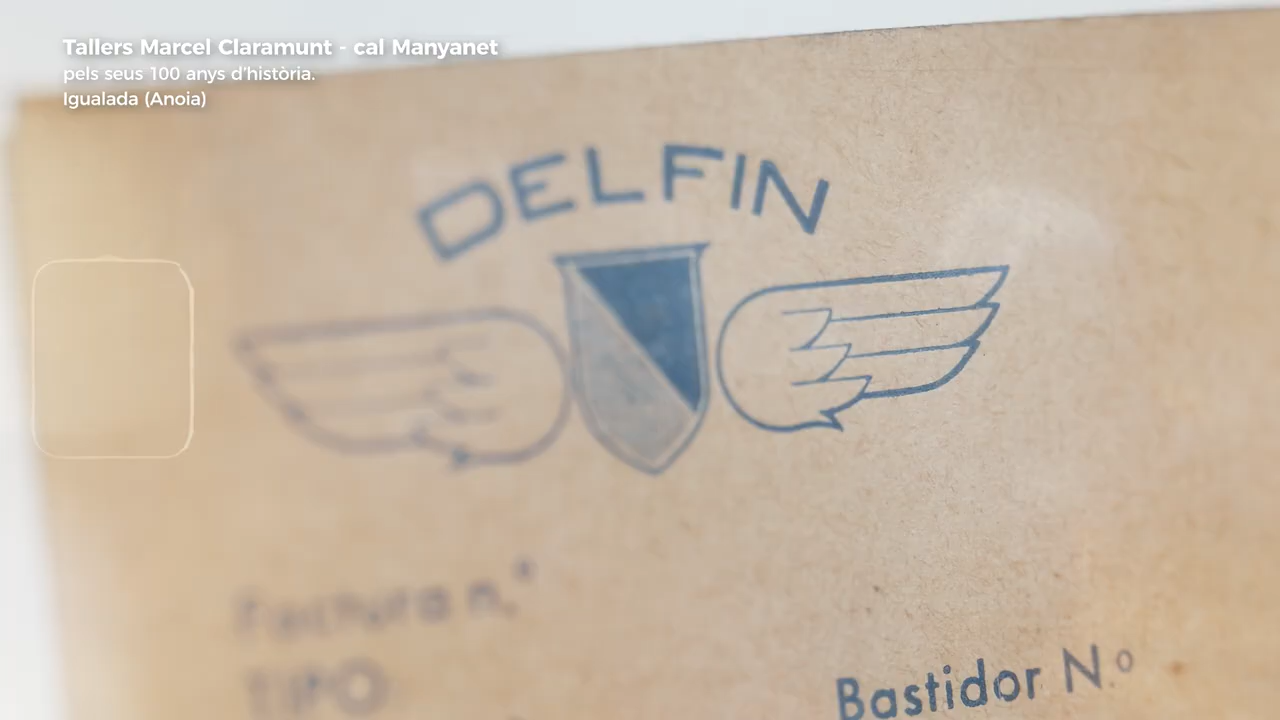 Tallers Marcel Claramunt - cal Manyanet
pels seus 100 anys d'història.
Igualada (Anoia)
DELFIN
Factura n.º
TIPO
Bastidor N.º